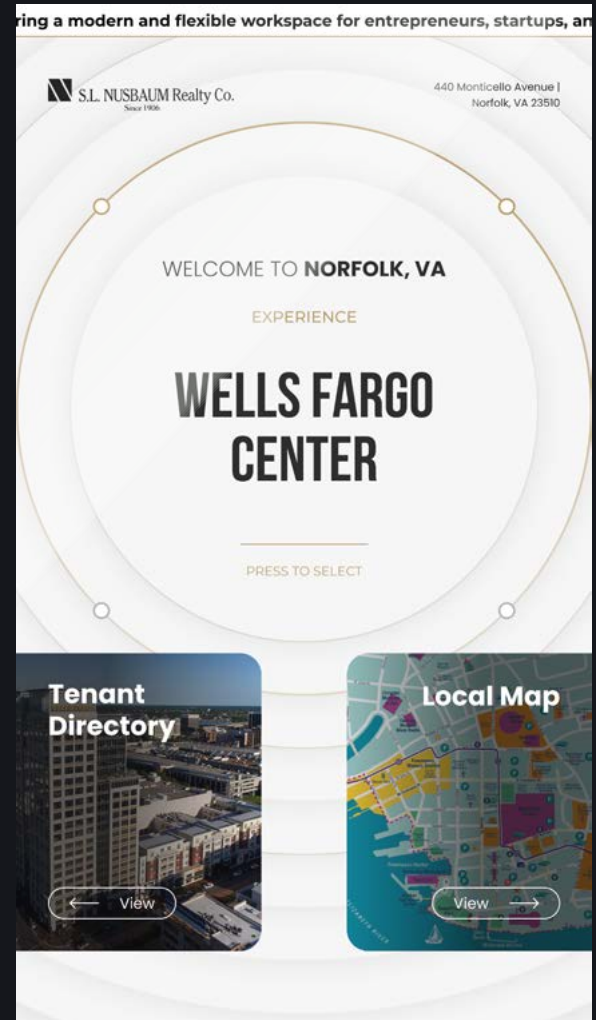 ring a modern and flexible workspace for entrepreneurs, startups, an
S.L. NUSBAUM Realty Co.
Since 1906
440 Monticello Avenue |
Norfolk, VA 23510
WELCOME TO NORFOLK, VA
EXPERIENCE
WELLS FARGO
CENTER
PRESS TO SELECT
Tenant
Directory
View
Local Map
View